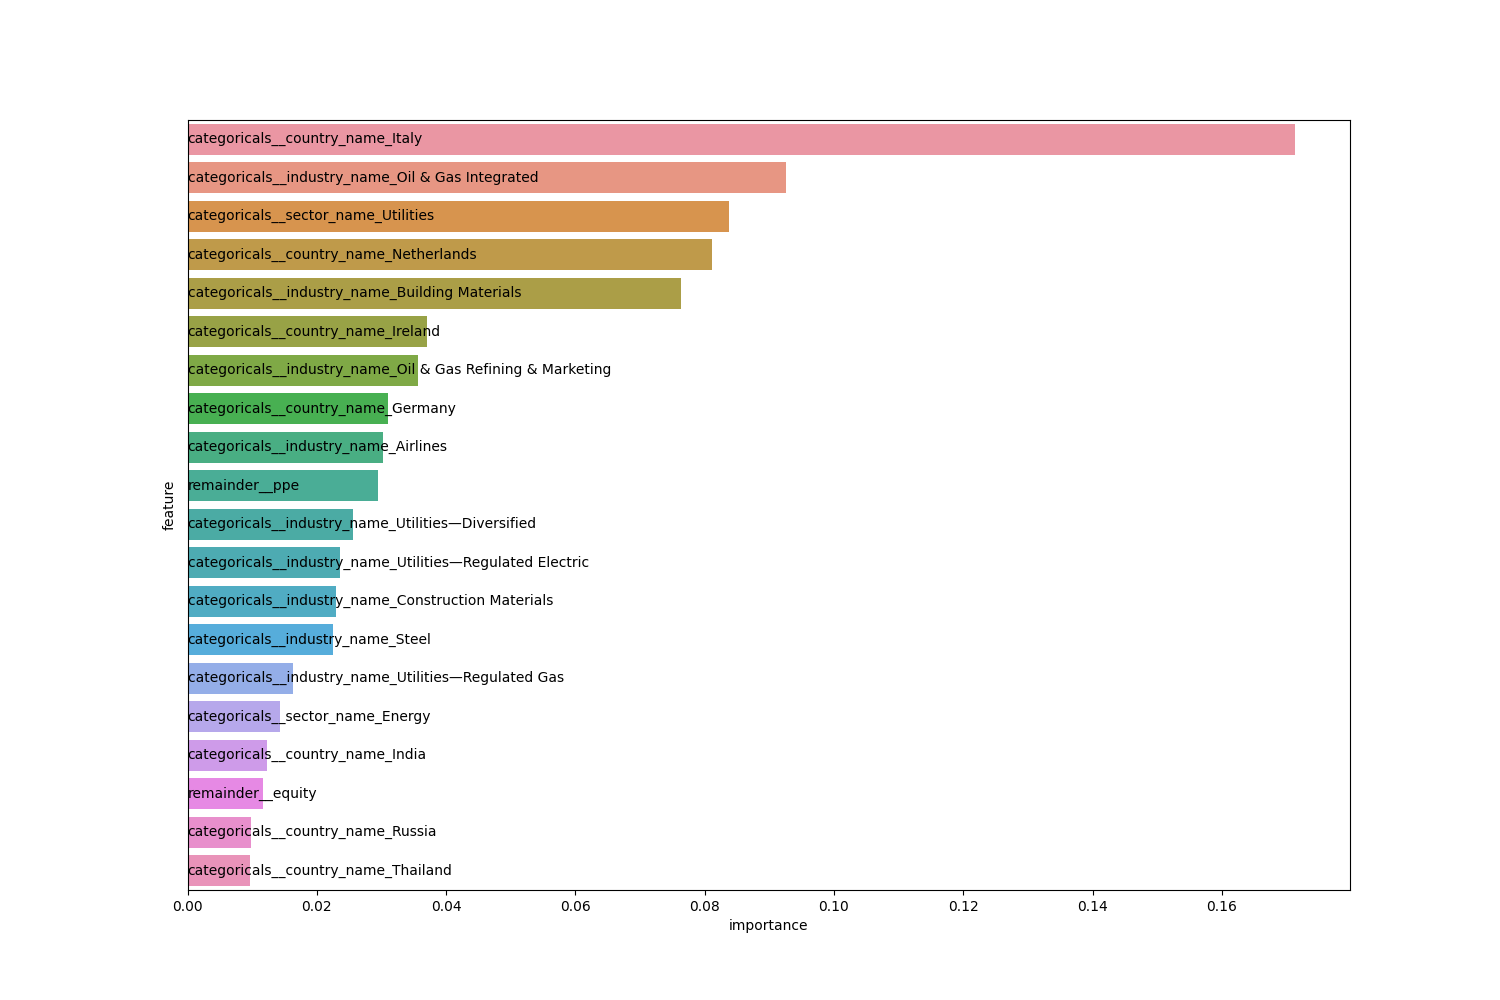 categoricals__country_name_Italy
categoricals__industry_name_Oil & Gas Integrated
categoricals__sector_name_Utilities
categoricals__country_name_Netherlands
categoricals__industry_name_Building Materials
categoricals__country_name_Ireland
categoricals__industry_name_Oil & Gas Refining & Marketing
categoricals__country_name_Germany
categoricals__industry_name_Airlines
remainder__ppe
categoricals__industry_name_Utilities—Diversified
categoricals__industry_name_Utilities—Regulated Electric
categoricals__industry_name_Construction Materials
categoricals__industry_name_Steel
categoricals__industry_name_Utilities—Regulated Gas
categoricals__sector_name_Energy
categoricals__country_name_India
remainder__equity
categoricals__country_name_Russia
categoricals__country_name_Thailand
feature
0.00 0.02 0.04 0.06 0.08 0.10 0.12 0.14 0.16
importance